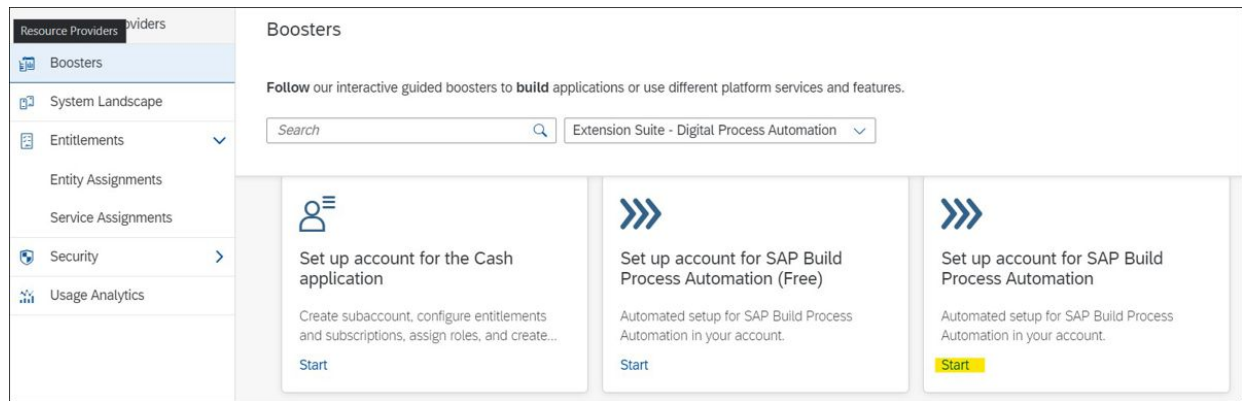 Resource Providers
oviders
Boosters
System Landscape
Entitlements
Entity Assignments
Service Assignments
Security
Usage Analytics
Boosters
Follow our interactive guided boosters to build applications or use different platform services and features.
Search
Extension Suite - Digital Process Automation
Set up account for the Cash
application
Create subaccount, configure entitlements
and subscriptions, assign roles, and create...
Start
Set up account for SAP Build
Process Automation (Free)
Automated setup for SAP Build Process
Automation in your account.
Start
Set up account for SAP Build
Process Automation
Automated setup for SAP Build Process
Automation in your account.
Start